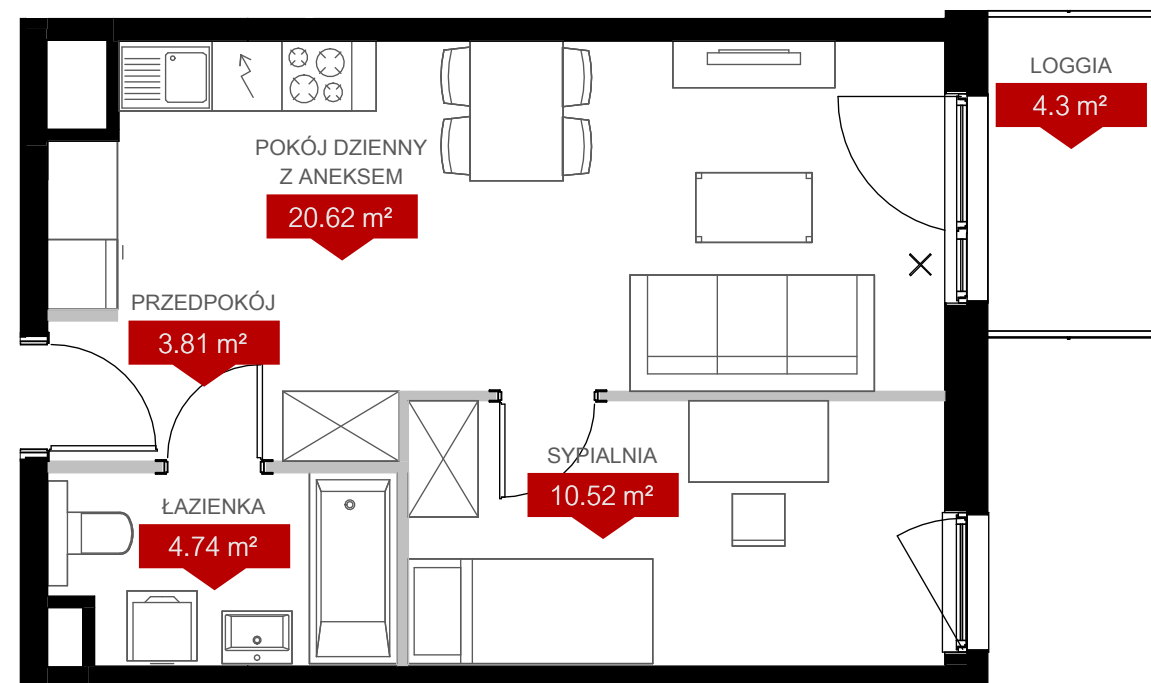 LOGGIA
4.3 m²
POKÓJ DZIENNY
Z ANEKSEM
20.62 m²
PRZEDPOKÓJ
3.81 m²
SYPIALNIA
10.52 m²
ŁAZIENKA
4.74 m²